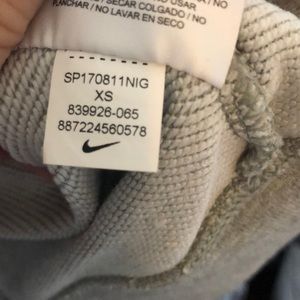 / SECAR COLGADO / NO
/ NO LAVAR EN SECO
SP170811NIG
XS
839926-065
887224560578